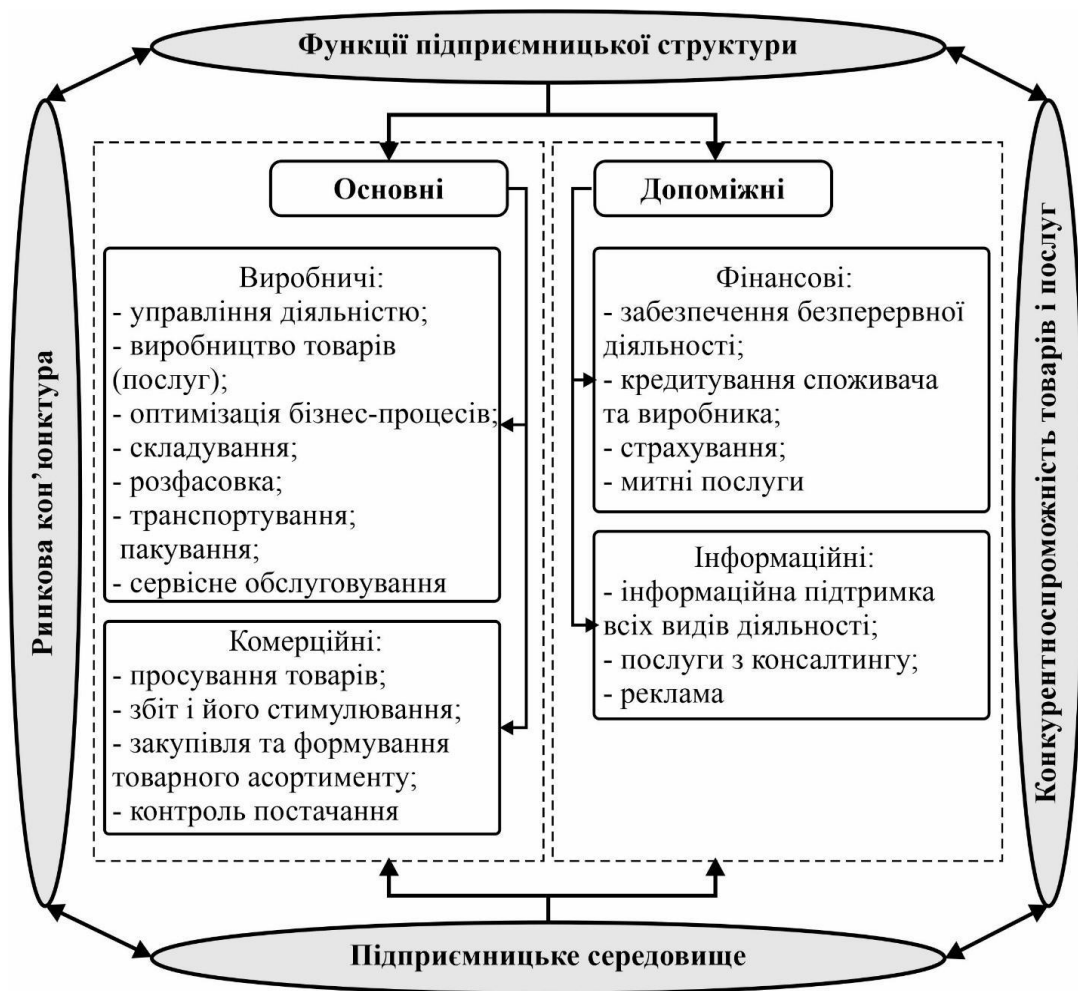 Функції підприємницької структури
Ринкова кон’юнктура
Основні
Виробничі:
- управління діяльністю;
- виробництво товарів
(послуг);
- оптимізація бізнес-процесів;
- складування;
- розфасовка;
- транспортування;
пакування;
- сервісне обслуговування
Комерційні:
- просування товарів;
- збіт і його стимулювання;
- закупівля та формування
товарного асортименту;
- контроль постачання
Допоміжні
Фінансові:
- забезпечення безперервної
діяльності;
- кредитування споживача
та виробника;
- страхування;
- митні послуги
Інформаційні:
- інформаційна підтримка
всіх видів діяльності;
- послуги з консалтингу;
- реклама
Конкурентноспроможність товарів і послуг
Підприємницьке середовище